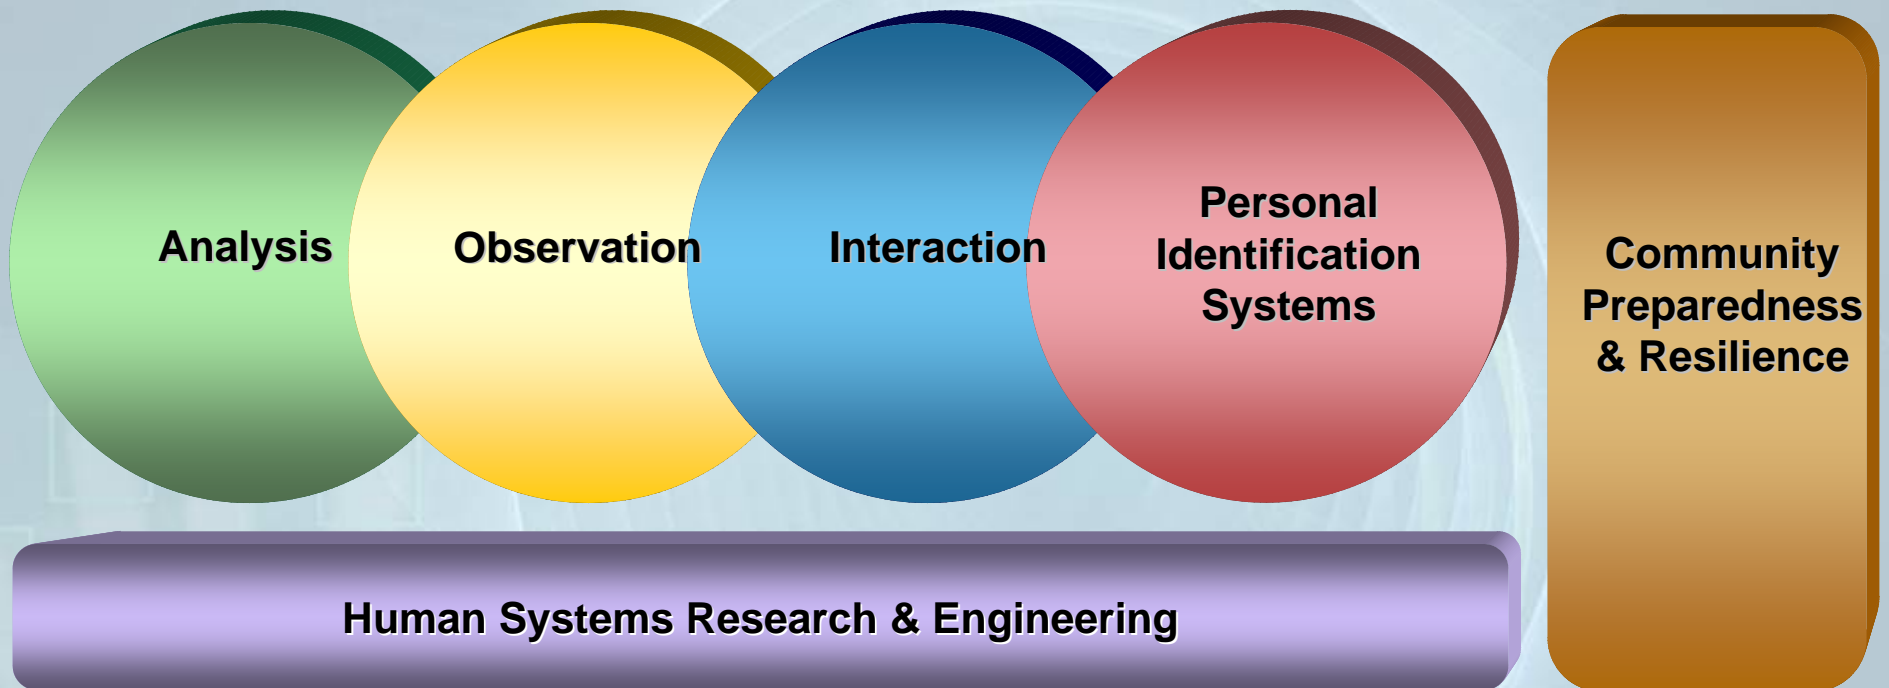 Analysis
Observation
Interaction
Personal
Identification
Systems
Community
Preparedness
& Resilience
Human Systems Research & Engineering